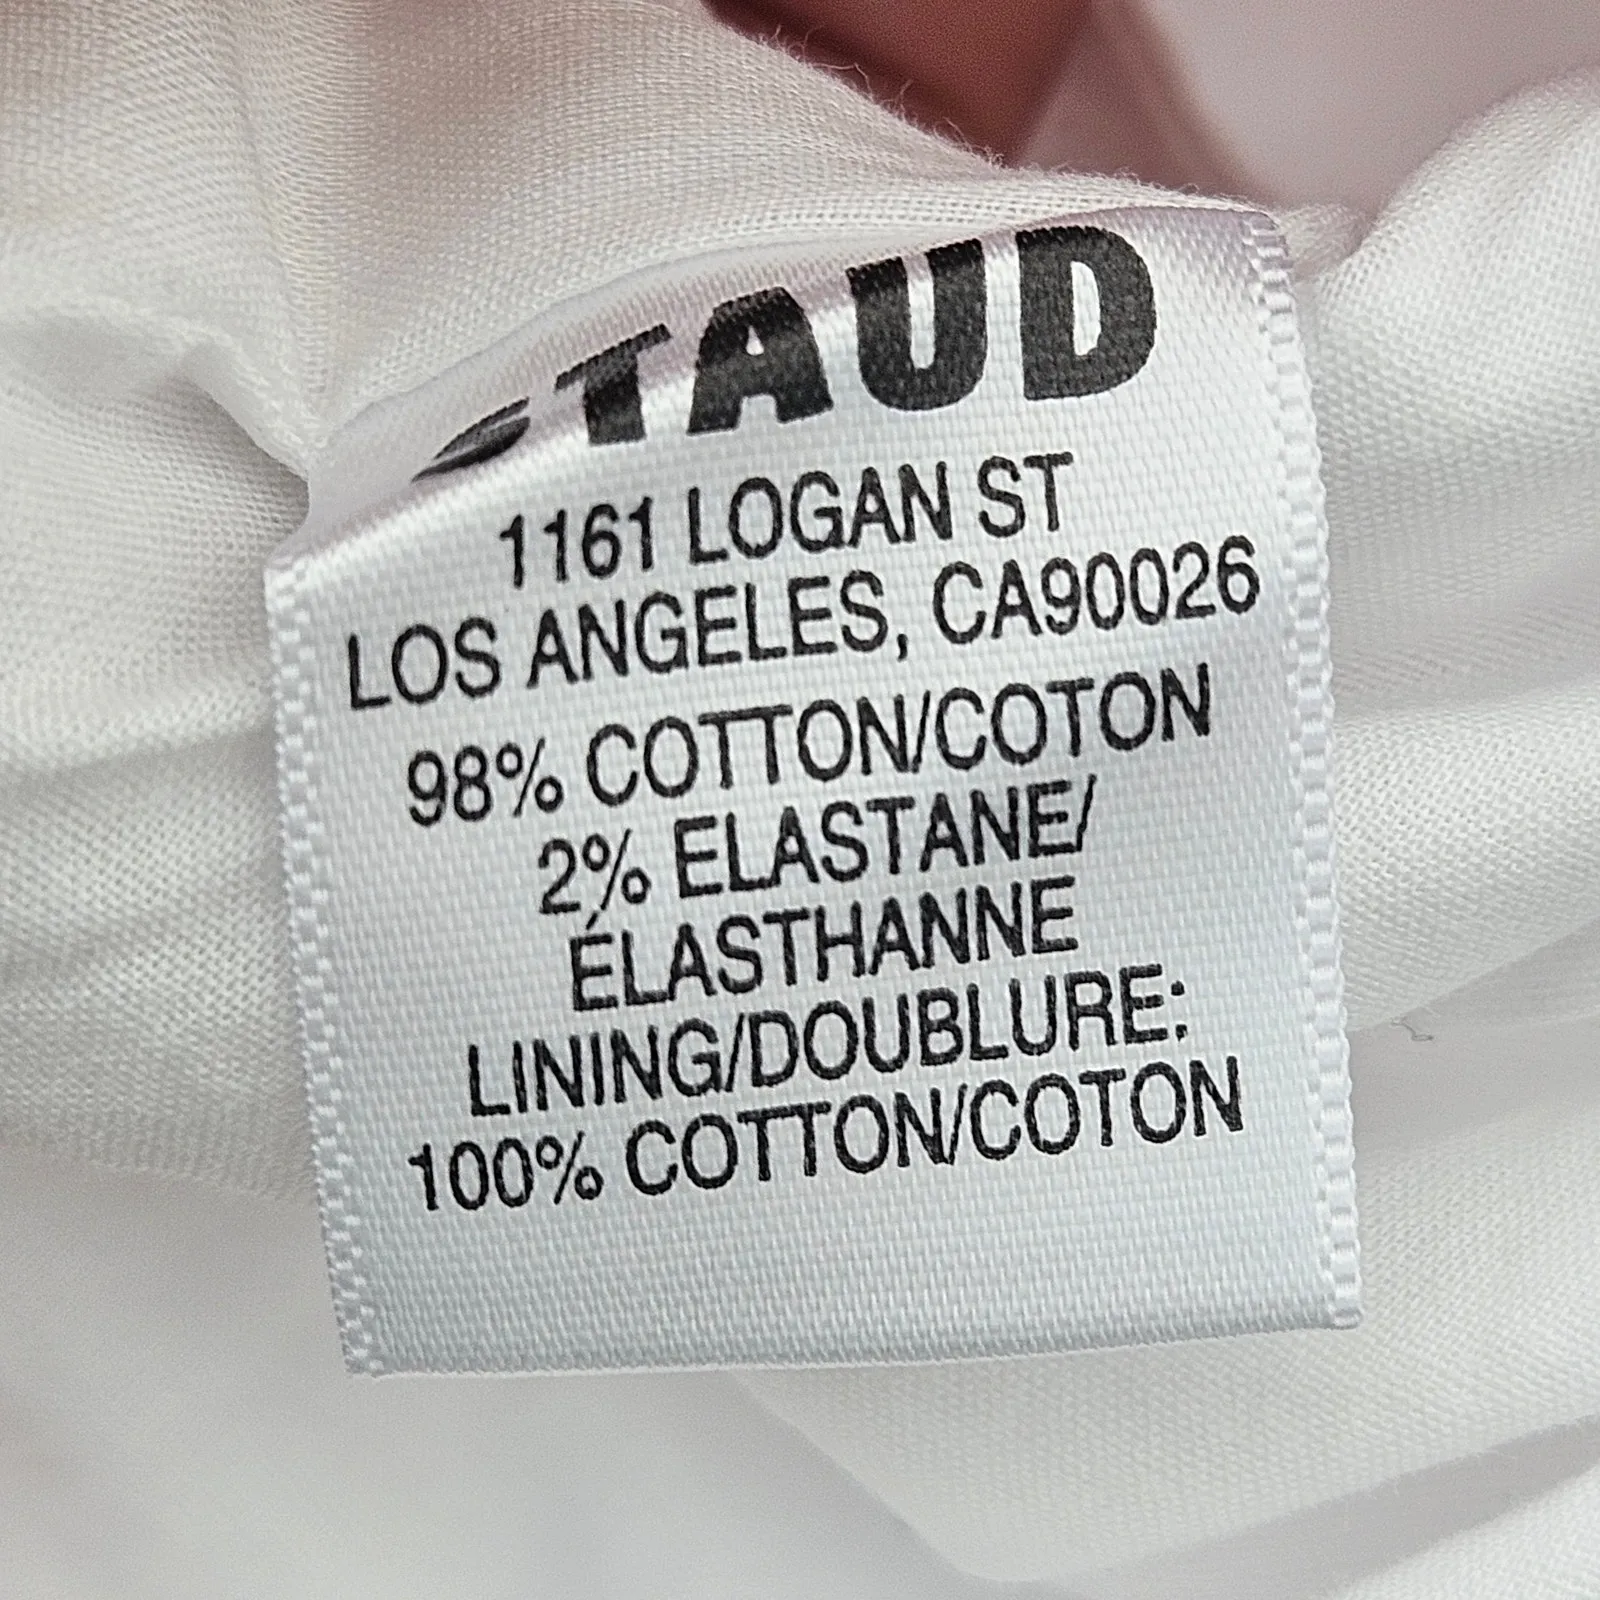 STAUD
1161 LOGAN ST
LOS ANGELES, CA90026
98% COTTON/COTON
2% ELASTANE/
ÉLASTHANNE
LINING/DOUBLURE:
100% COTTON/COTON